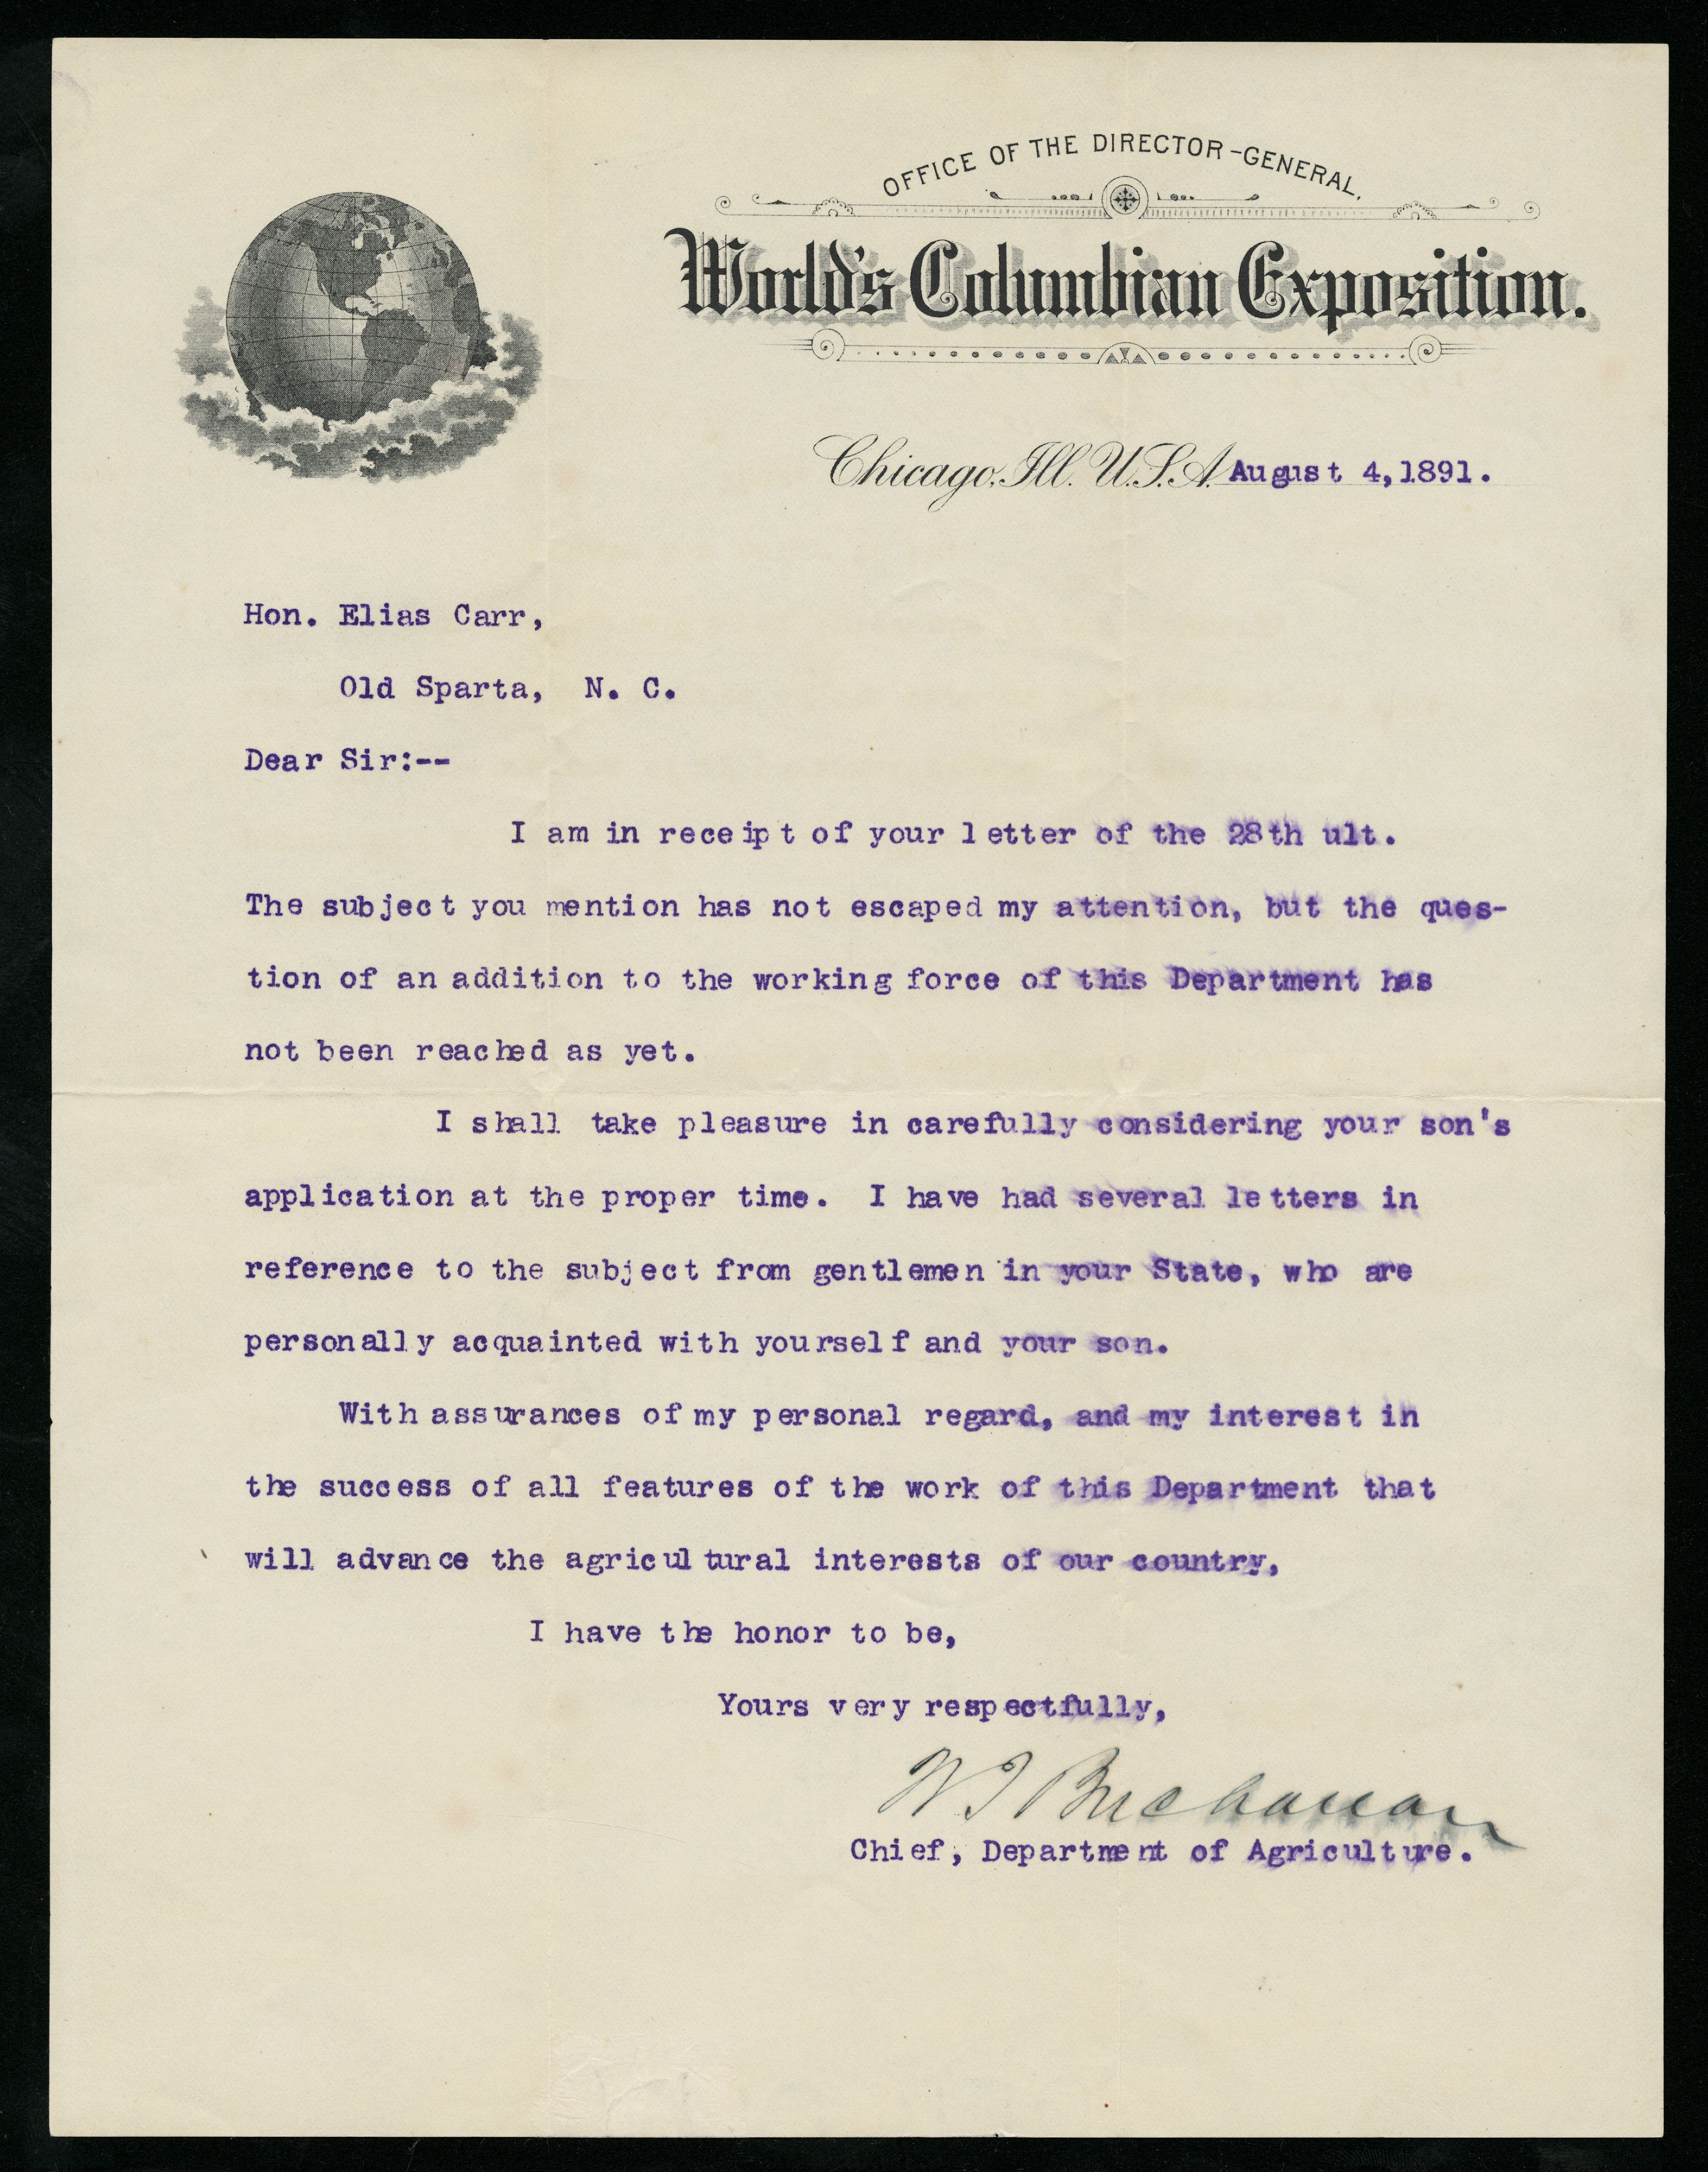 OFFICE OF THE DIRECTOR-GENERAL.
World's Columbian Exposition.
Chicago, Ill. U.S.A. August 4, 1891.
Hon. Elias Carr,
Old Sparta, N. C.
Dear Sir:--
I am in receipt of your letter of the 28th ult.
The subject you mention has not escaped my attention, but the ques-
tion of an addition to the working force of this Department has
not been reached as yet.
I shall take pleasure in carefully considering your son's
application at the proper time. I have had several letters in
reference to the subject from gentlemen in your State, who are
personally acquainted with yourself and your son.
With assurances of my personal regard, and my interest in
the success of all features of the work of this Department that
will advance the agricultural interests of our country,
I have the honor to be,
Yours very respectfully,
W I Buchanan
Chief, Department of Agriculture.